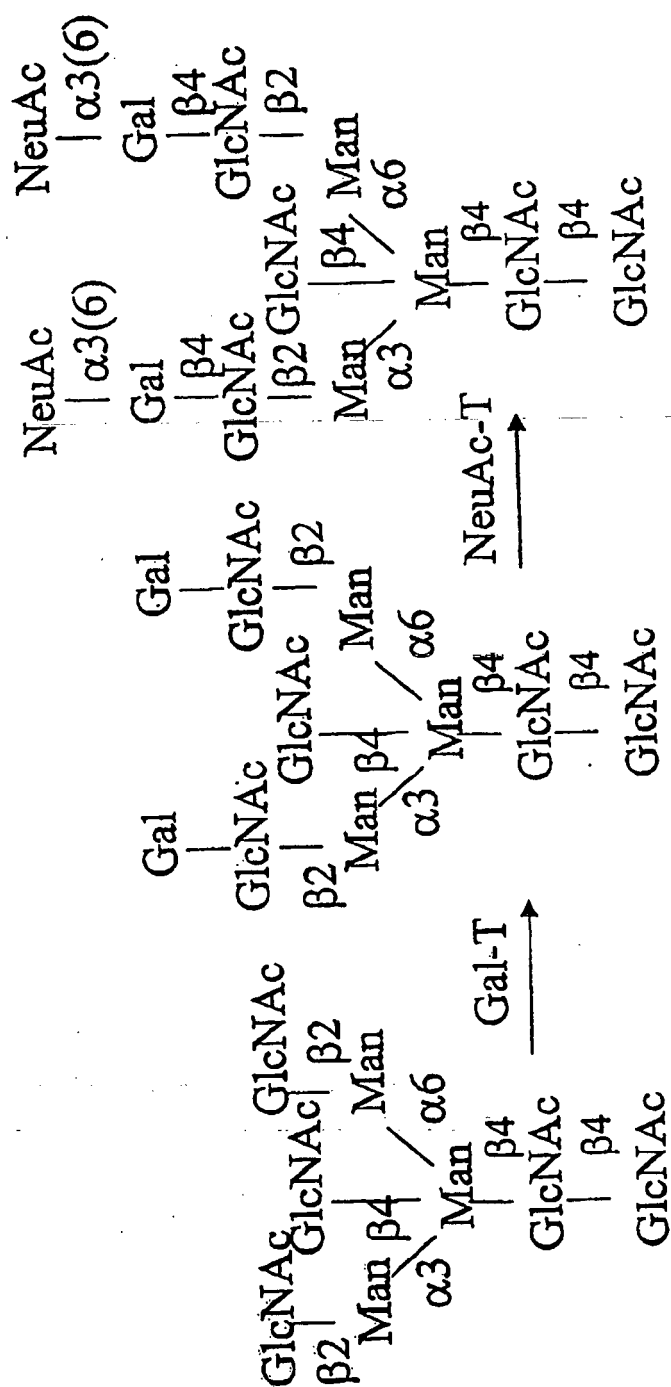 GlcNAc GlcNAc
β2 GlcNAc β2
Man β4 Man
α3 Man α6
β4
GlcNAc
β4
GlcNAc
Gal-T
Gal Gal
GlcNAc GlcNAc
β2 GlcNAc β2
Man β4 Man
α3 Man α6
β4
GlcNAc
β4
GlcNAc
NeuAc-T
NeuAc NeuAc
α3(6) α3(6)
Gal Gal
β4 β4
GlcNAc GlcNAc
β2 GlcNAc β2
Man β4 Man
α3 Man α6
β4
GlcNAc
β4
GlcNAc